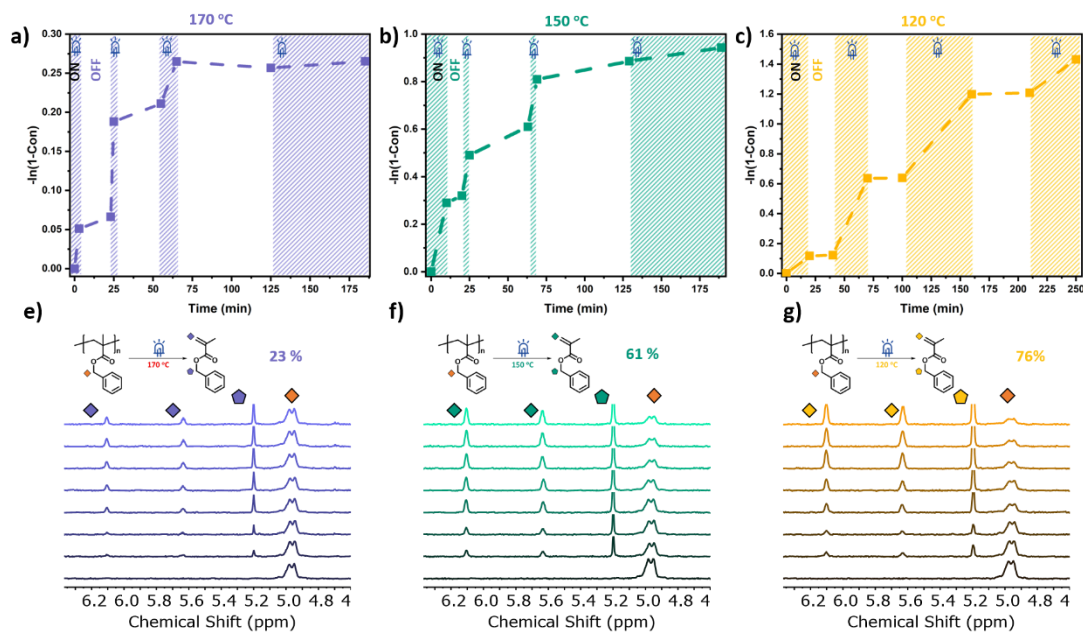 170 °C
a)
ON
OFF
0.30
0.25
0.20
0.15
0.10
0.05
0.00
-ln(1-Con)
0 25 50 75 100 125 150 175
Time (min)
150 °C
b)
ON
OFF
1.0
0.8
0.6
0.4
0.2
0.0
-ln(1-Con)
0 25 50 75 100 125 150 175
Time (min)
120 °C
c)
ON
OFF
1.6
1.4
1.2
1.0
0.8
0.6
0.4
0.2
0.0
-ln(1-Con)
0 25 50 75 100 125 150 175 200 225 250
Time (min)
e)
n
O
O
170 °C
O
O
23 %
6.2 6.0 5.8 5.6 5.4 5.2 5.0 4.8 4
Chemical Shift (ppm)
f)
n
O
O
150 °C
O
O
61 %
6.2 6.0 5.8 5.6 5.4 5.2 5.0 4.8 4
Chemical Shift (ppm)
g)
n
O
O
120 °C
O
O
76%
6.2 6.0 5.8 5.6 5.4 5.2 5.0 4.8 4
Chemical Shift (ppm)